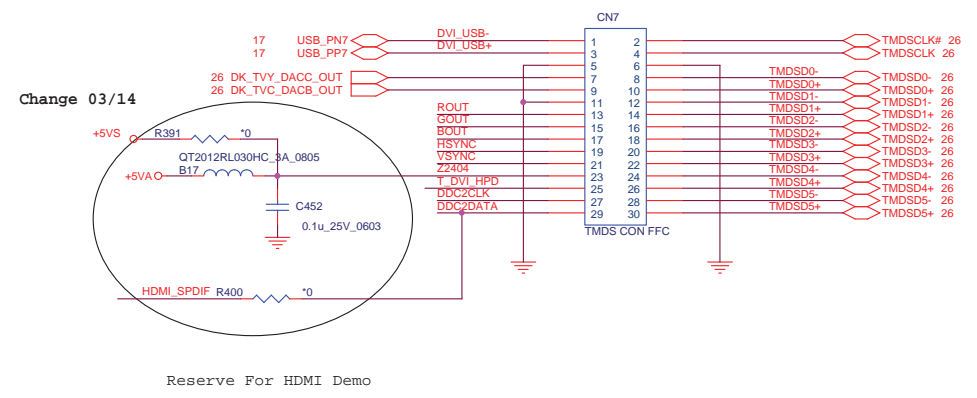 CN7
17 USB_PN7 DVI_USB- 1 2 TMDSCLK# 26
17 USB_PP7 DVI_USB+ 3 4 TMDSCLK 26
5 6
26 DK_TVY_DACC_OUT 7 8 TMDSD0- TMDSD0- 26
26 DK_TVC_DACB_OUT 9 10 TMDSD0+ TMDSD0+ 26
Change 03/14
11 12 TMDSD1- TMDSD1- 26
ROUT 13 14 TMDSD1+ TMDSD1+ 26
GOUT 15 16 TMDSD2- TMDSD2- 26
+5VS R391 *0
BOUT 17 18 TMDSD2+ TMDSD2+ 26
HSYNC 19 20 TMDSD3- TMDSD3- 26
QT2012RL030HC_3A_0805
VSYNC 21 22 TMDSD3+ TMDSD3+ 26
+5VA B17
Z2404 23 24 TMDSD4- TMDSD4- 26
T_DVI_HPD 25 26 TMDSD4+ TMDSD4+ 26
DDC2CLK 27 28 TMDSD5- TMDSD5- 26
C452
DDC2DATA 29 30 TMDSD5+ TMDSD5+ 26
0.1u_25V_0603
TMDS CON FFC
HDMI_SPDIF R400 *0
Reserve For HDMI Demo